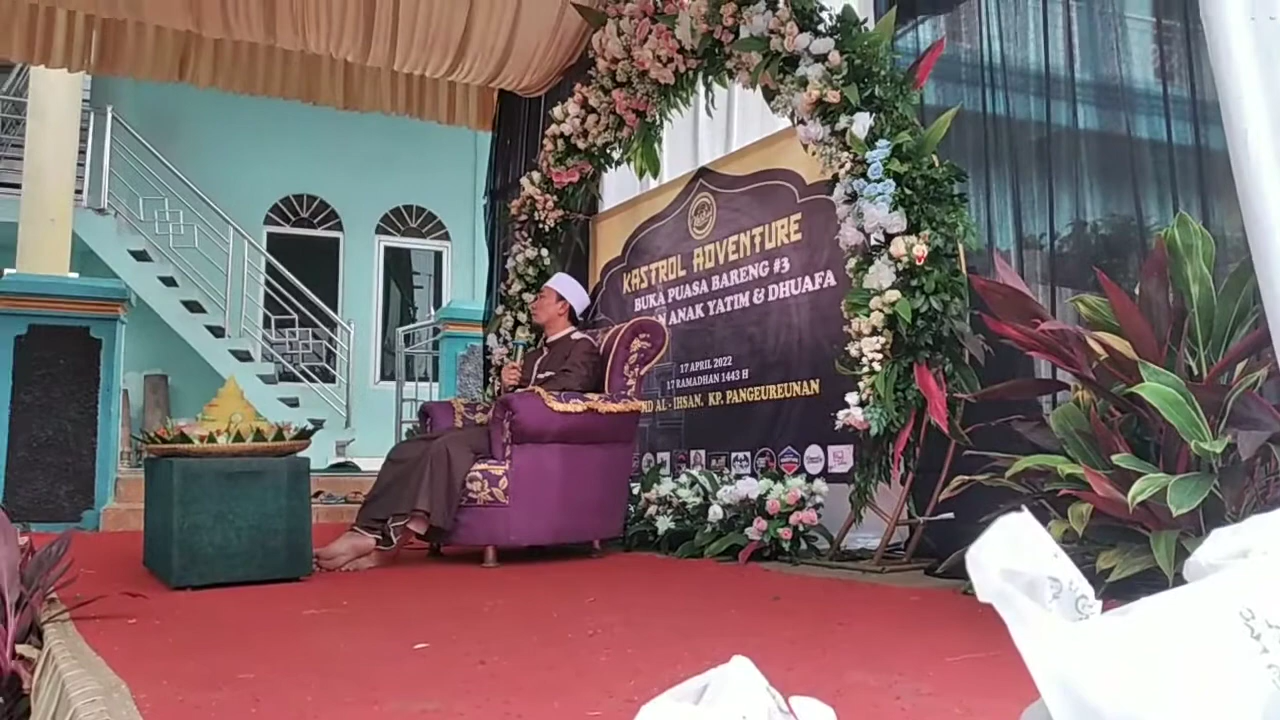 KASTROL ADVENTURE
BUKA PUASA BARENG #3
ANAK YATIM & DHUAFA
17 APRIL 2022
17 RAMADHAN 1443 H
AL - IHSAN, KP. PANGEUREUNAN